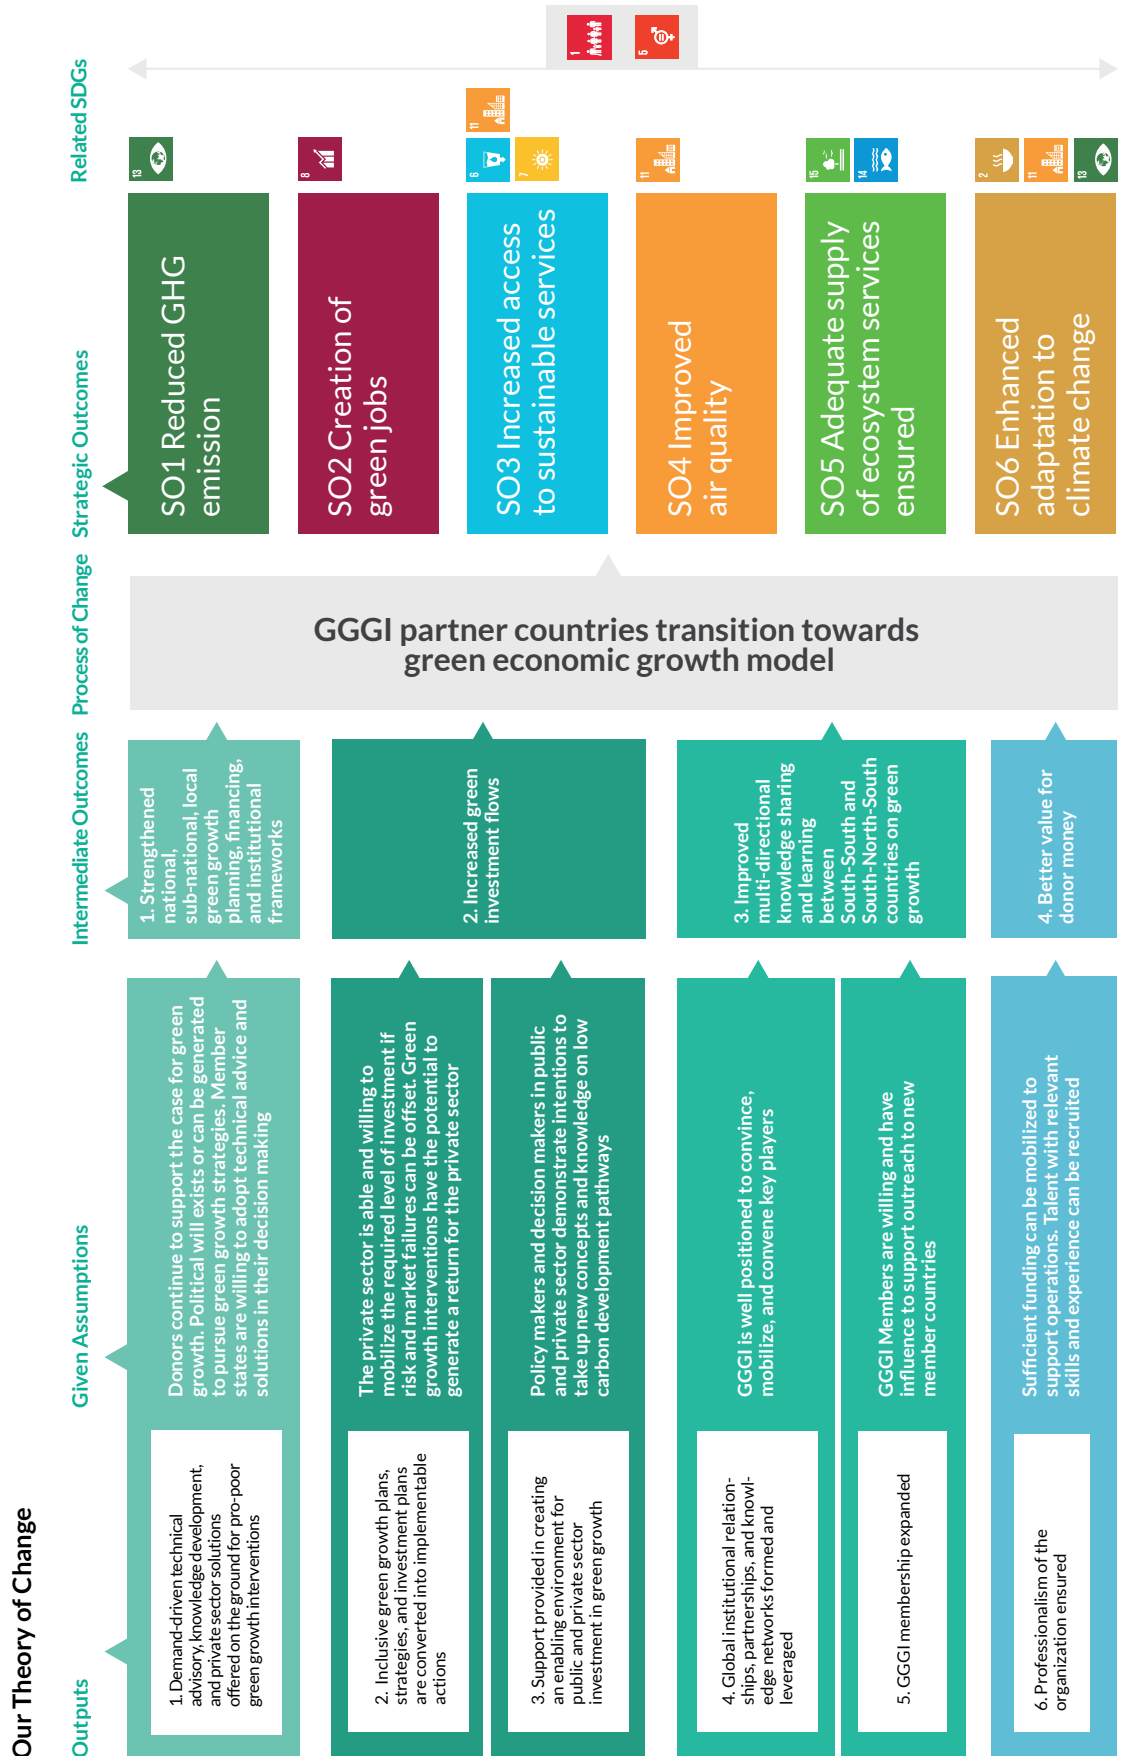 Our Theory of Change
Outputs
Given Assumptions
Intermediate Outcomes
Process of Change
Strategic Outcomes
Related SDGs
1. Demand-driven technical
advisory, knowledge development,
and private sector solutions
offered on the ground for pro-poor
green growth interventions
Donors continue to support the case for green
growth. Political will exists or can be generated
to pursue green growth strategies. Member
states are willing to adopt technical advice and
solutions in their decision making
1. Strengthened
national,
sub-national, local
green growth
planning, financing,
and institutional
frameworks
2. Inclusive green growth plans,
strategies, and investment plans
are converted into implementable
actions
The private sector is able and willing to
mobilize the required level of investment if
risk and market failures can be offset. Green
growth interventions have the potential to
generate a return for the private sector
3. Support provided in creating
an enabling environment for
public and private sector
investment in green growth
Policy makers and decision makers in public
and private sector demonstrate intentions to
take up new concepts and knowledge on low
carbon development pathways
2. Increased green
investment flows
4. Global institutional relation-
ships, partnerships, and knowl-
edge networks formed and
leveraged
GGGI is well positioned to convince,
mobilize, and convene key players
5. GGGI membership expanded
GGGI Members are willing and have
influence to support outreach to new
member countries
3. Improved
multi-directional
knowledge sharing
and learning
between
South-South and
South-North-South
countries on green
growth
6. Professionalism of the
organization ensured
Sufficient funding can be mobilized to
support operations. Talent with relevant
skills and experience can be recruited
4. Better value for
donor money
GGGI partner countries transition towards
green economic growth model
SO1 Reduced GHG
emission
13
SO2 Creation of
green jobs
8
SO3 Increased access
to sustainable services
6
11
7
SO4 Improved
air quality
11
SO5 Adequate supply
of ecosystem services
ensured
15
14
SO6 Enhanced
adaptation to
climate change
2
11
13
1
5